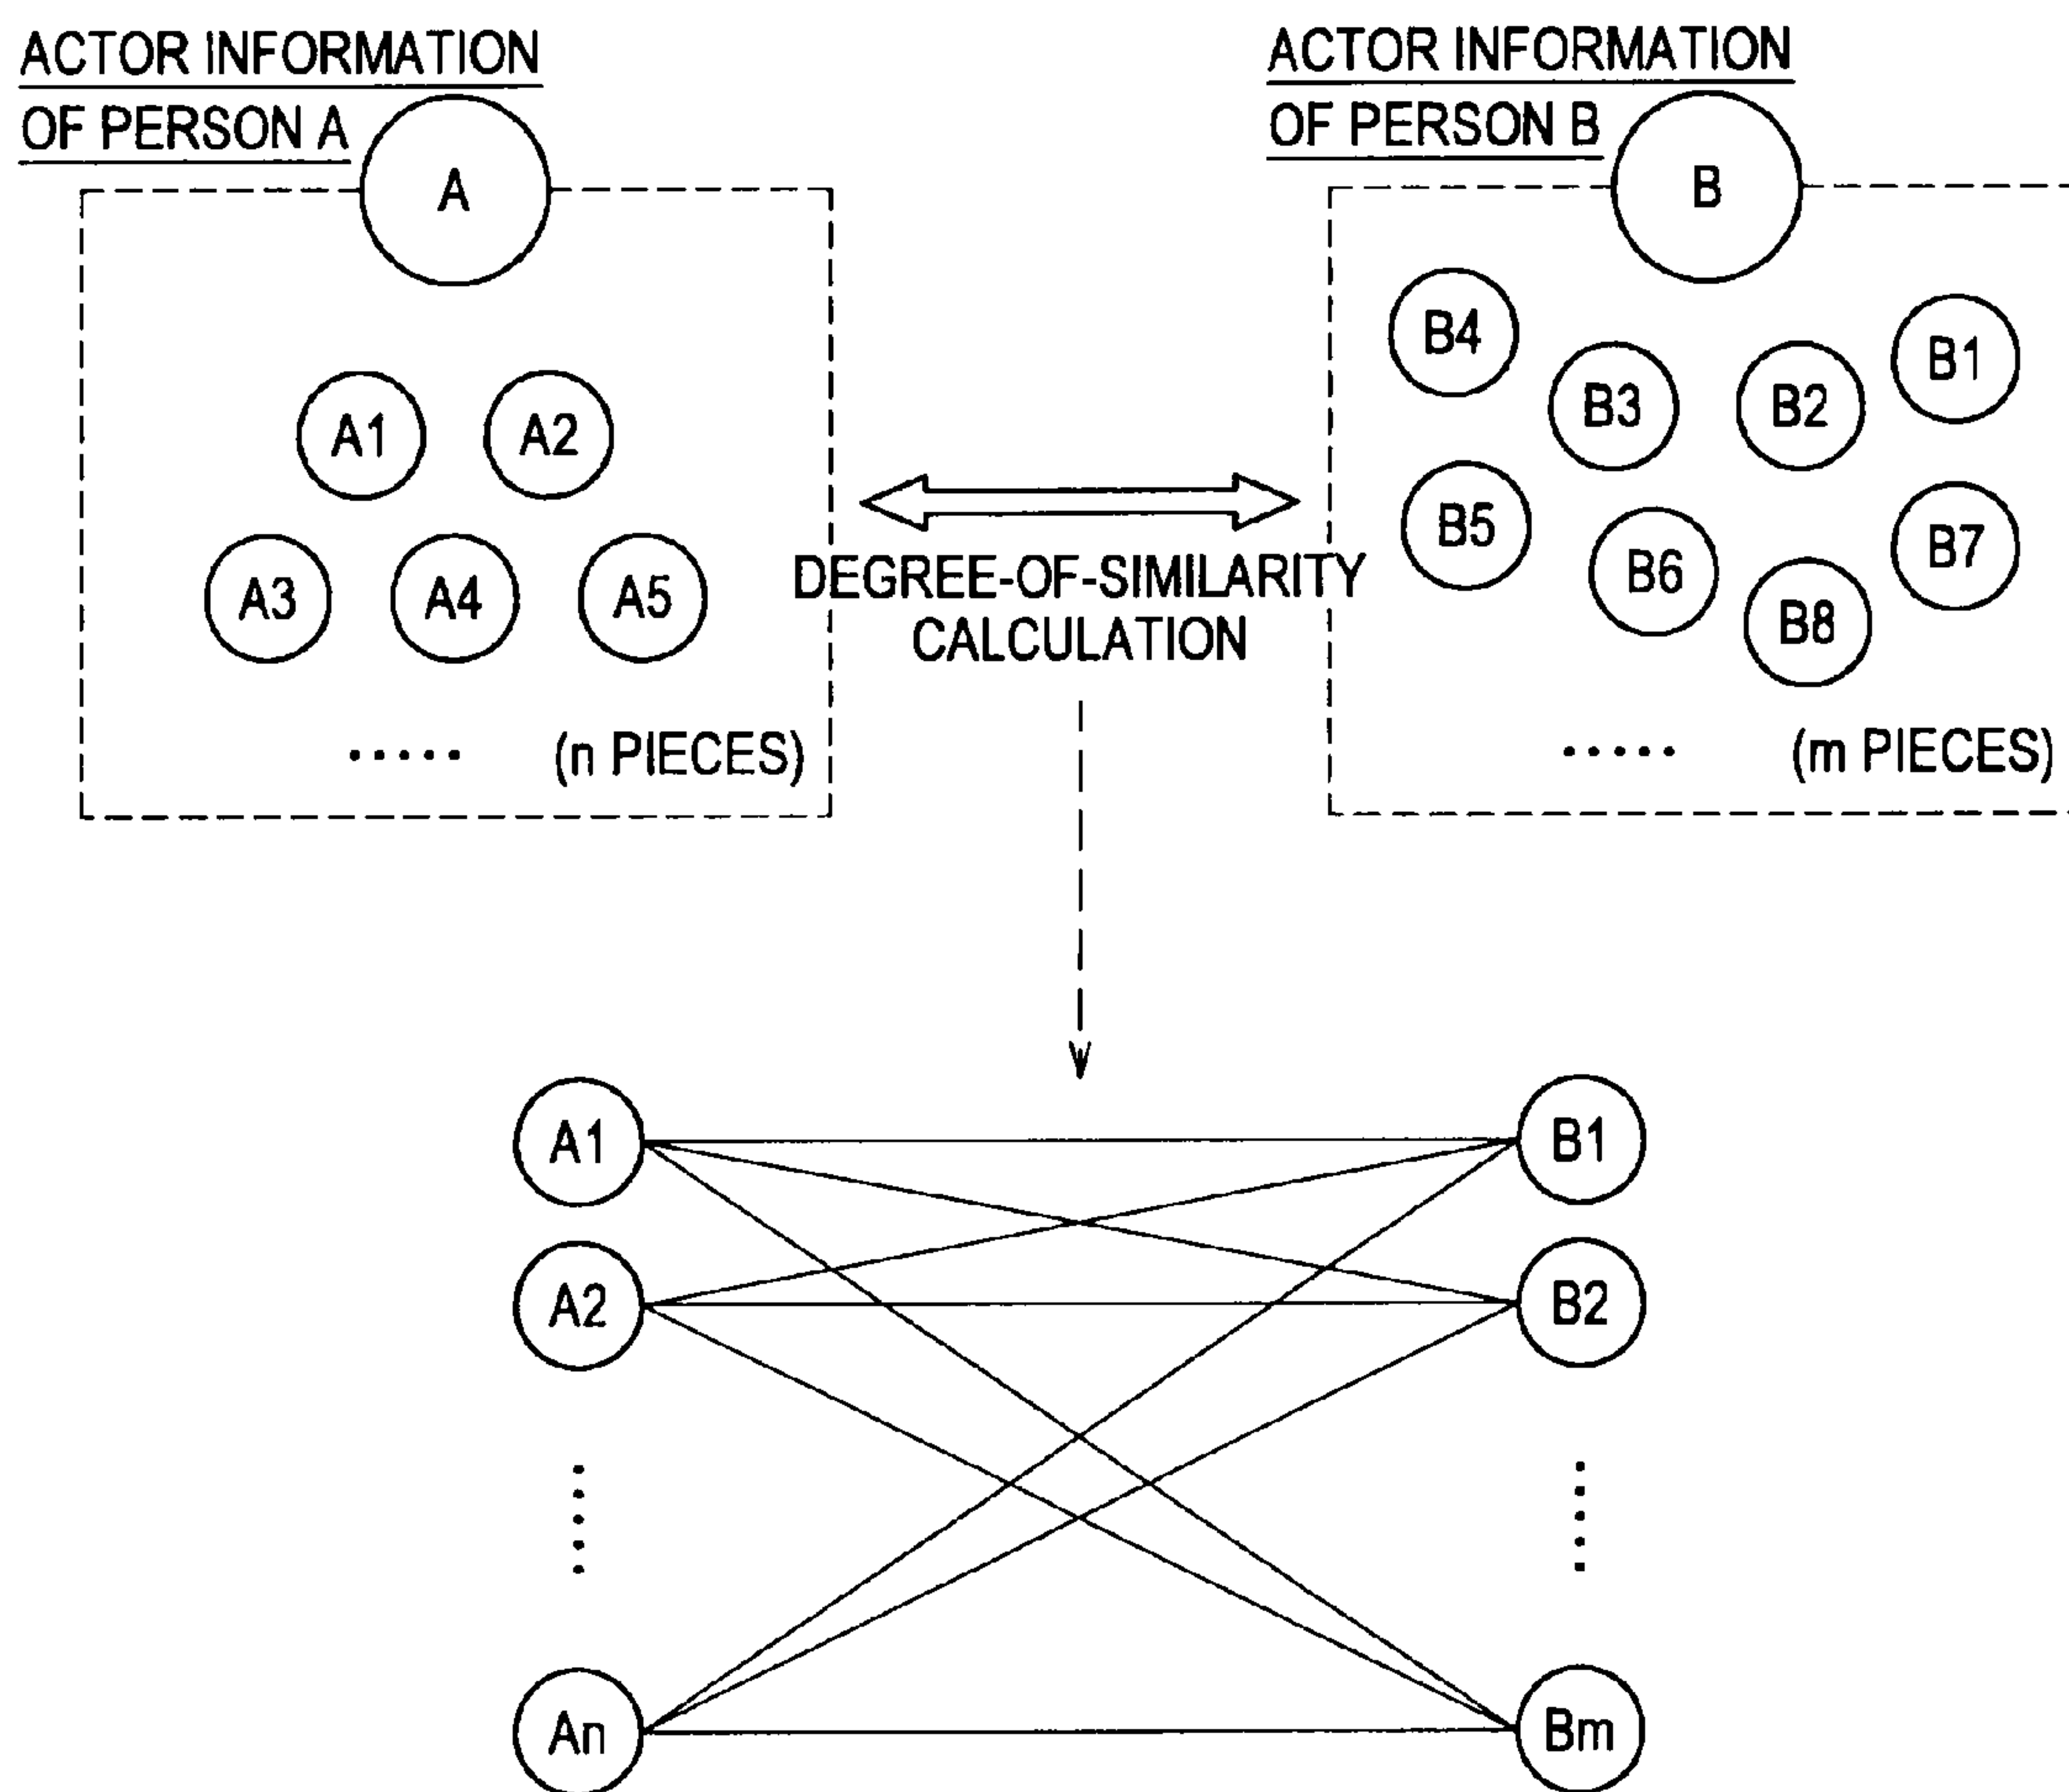 ACTOR INFORMATION
OF PERSON A
A
A1
A2
A3
A4
A5
····· (n PIECES)
DEGREE-OF-SIMILARITY
CALCULATION
ACTOR INFORMATION
OF PERSON B
B
B4
B3
B2
B1
B5
B6
B7
B8
····· (m PIECES)
A1
B1
A2
B2
An
Bm